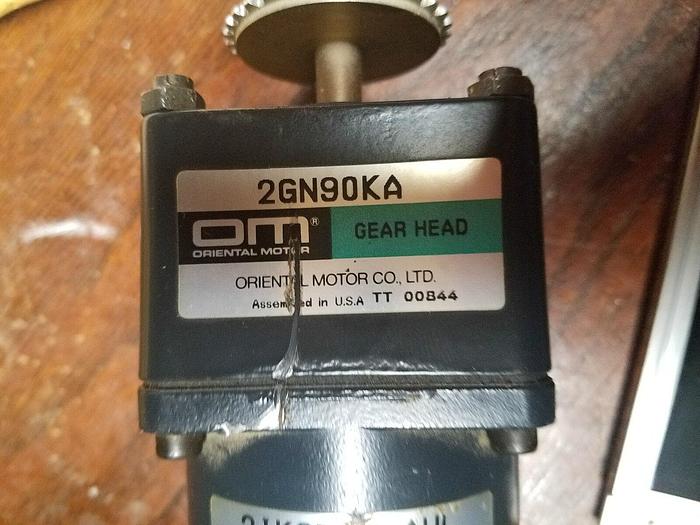 2GN90KA
om®
ORIENTAL MOTOR
GEAR HEAD
ORIENTAL MOTOR CO., LTD.
Assembled in U.S.A TT 00844